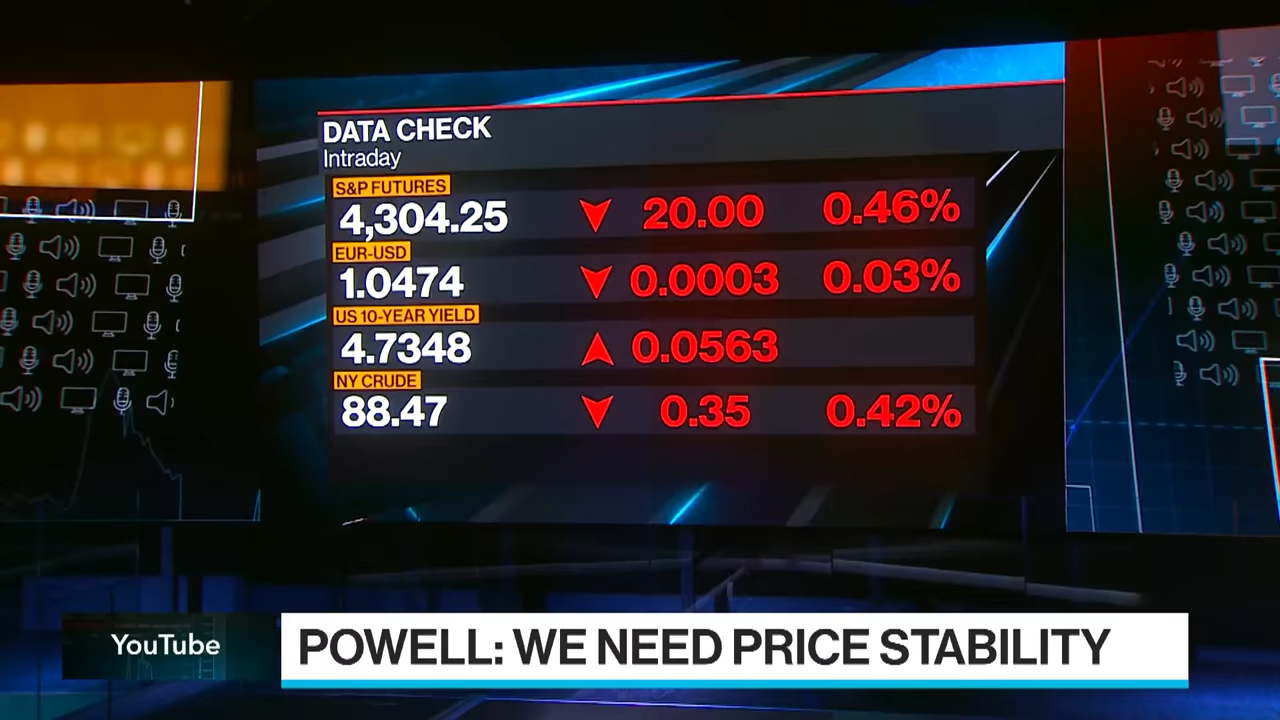 DATA CHECK
Intraday
S&P FUTURES
4,304.25 ▼ 20.00 0.46%
EUR-USD
1.0474 ▼ 0.0003 0.03%
US 10-YEAR YIELD
4.7348 ▲ 0.0563
NY CRUDE
88.47 ▼ 0.35 0.42%
YouTube
POWELL: WE NEED PRICE STABILITY